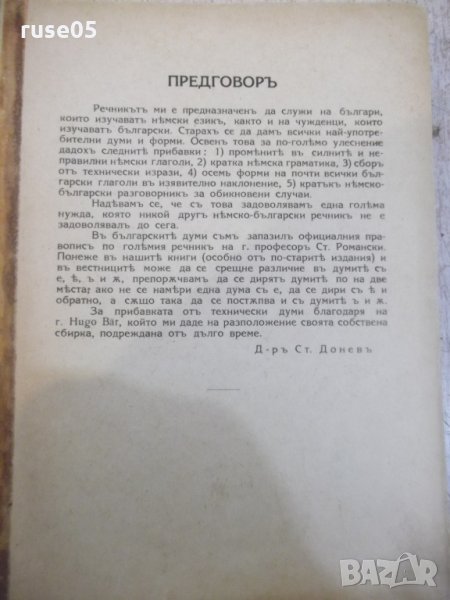 ruse05
ПРЕДГОВОРЪ
Речникътъ ми е предназначенъ да служи на българи,
които изучаватъ нѣмски езикъ, както и на чужденци, които
изучаватъ български. Старахъ се да дамъ всички най-употре-
бителни думи и форми. Освенъ това за по-голѣмо улеснение
дадохъ следнитѣ прибавки: 1) промѣнитѣ въ силнитѣ и не-
правилни нѣмски глаголи, 2) кратка нѣмска граматика, 3) сборъ
отъ технически изрази, 4) осемь форми на почти всички бъл-
гарски глаголи въ изявително наклонение, 5) кратъкъ нѣмско-
български разговорникъ за обикновени случаи.
Надѣвамъ се, че съ това задоволявамъ една голѣма
нужда, която никой другъ нѣмско-български речникъ не е
задоволявалъ до сега.
Въ българскитѣ думи съмъ запазилъ официалния пра-
вописъ по голѣмия речникъ на г. професоръ Ст. Романски.
Понеже въ нашитѣ книги (особно отъ по-старитѣ издания) и
въ вестницитѣ може да се срещне различие въ думитѣ съ
е, ѣ, ъ и ѫ, препорѫчвамъ да се дирятъ думитѣ по на две
мѣста; ако не се намѣри една дума съ е, да се дири съ ѣ и
обратно, а сѫщо така да се постѫпва и съ думитѣ ъ и ѫ.
За прибавката отъ технически думи благодаря на
г. Hugo Bär, който ми даде на разположение своята собствена
сбирка, подреждана отъ дълго време.
Д-ръ Ст. Доневъ
BAZAR